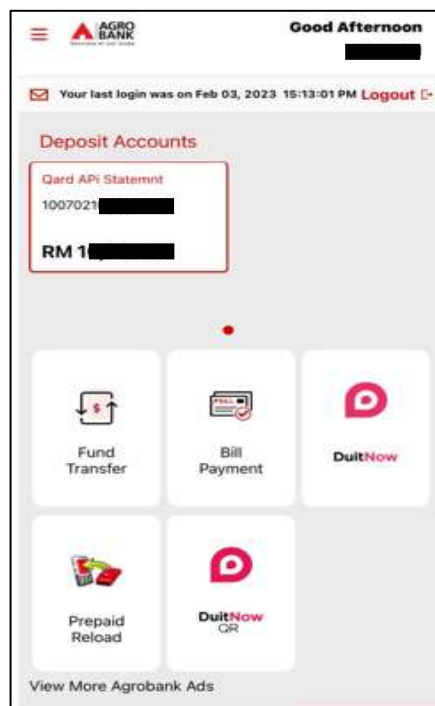 AGRO
BANK
Good Afternoon
Your last login was on Feb 03, 2023 15:13:01 PM Logout
Deposit Accounts
Qard APi Statemnt
1007021
RM 1
Fund
Transfer
Bill
Payment
DuitNow
Prepaid
Reload
DuitNow
QR
View More Agrobank Ads